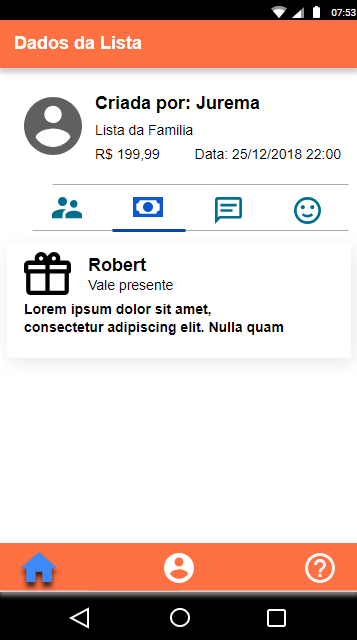 07:53
Dados da Lista
Criada por: Jurema
Lista da Familia
R$ 199,99 Data: 25/12/2018 22:00
Robert
Vale presente
Lorem ipsum dolor sit amet,
consectetur adipiscing elit. Nulla quam